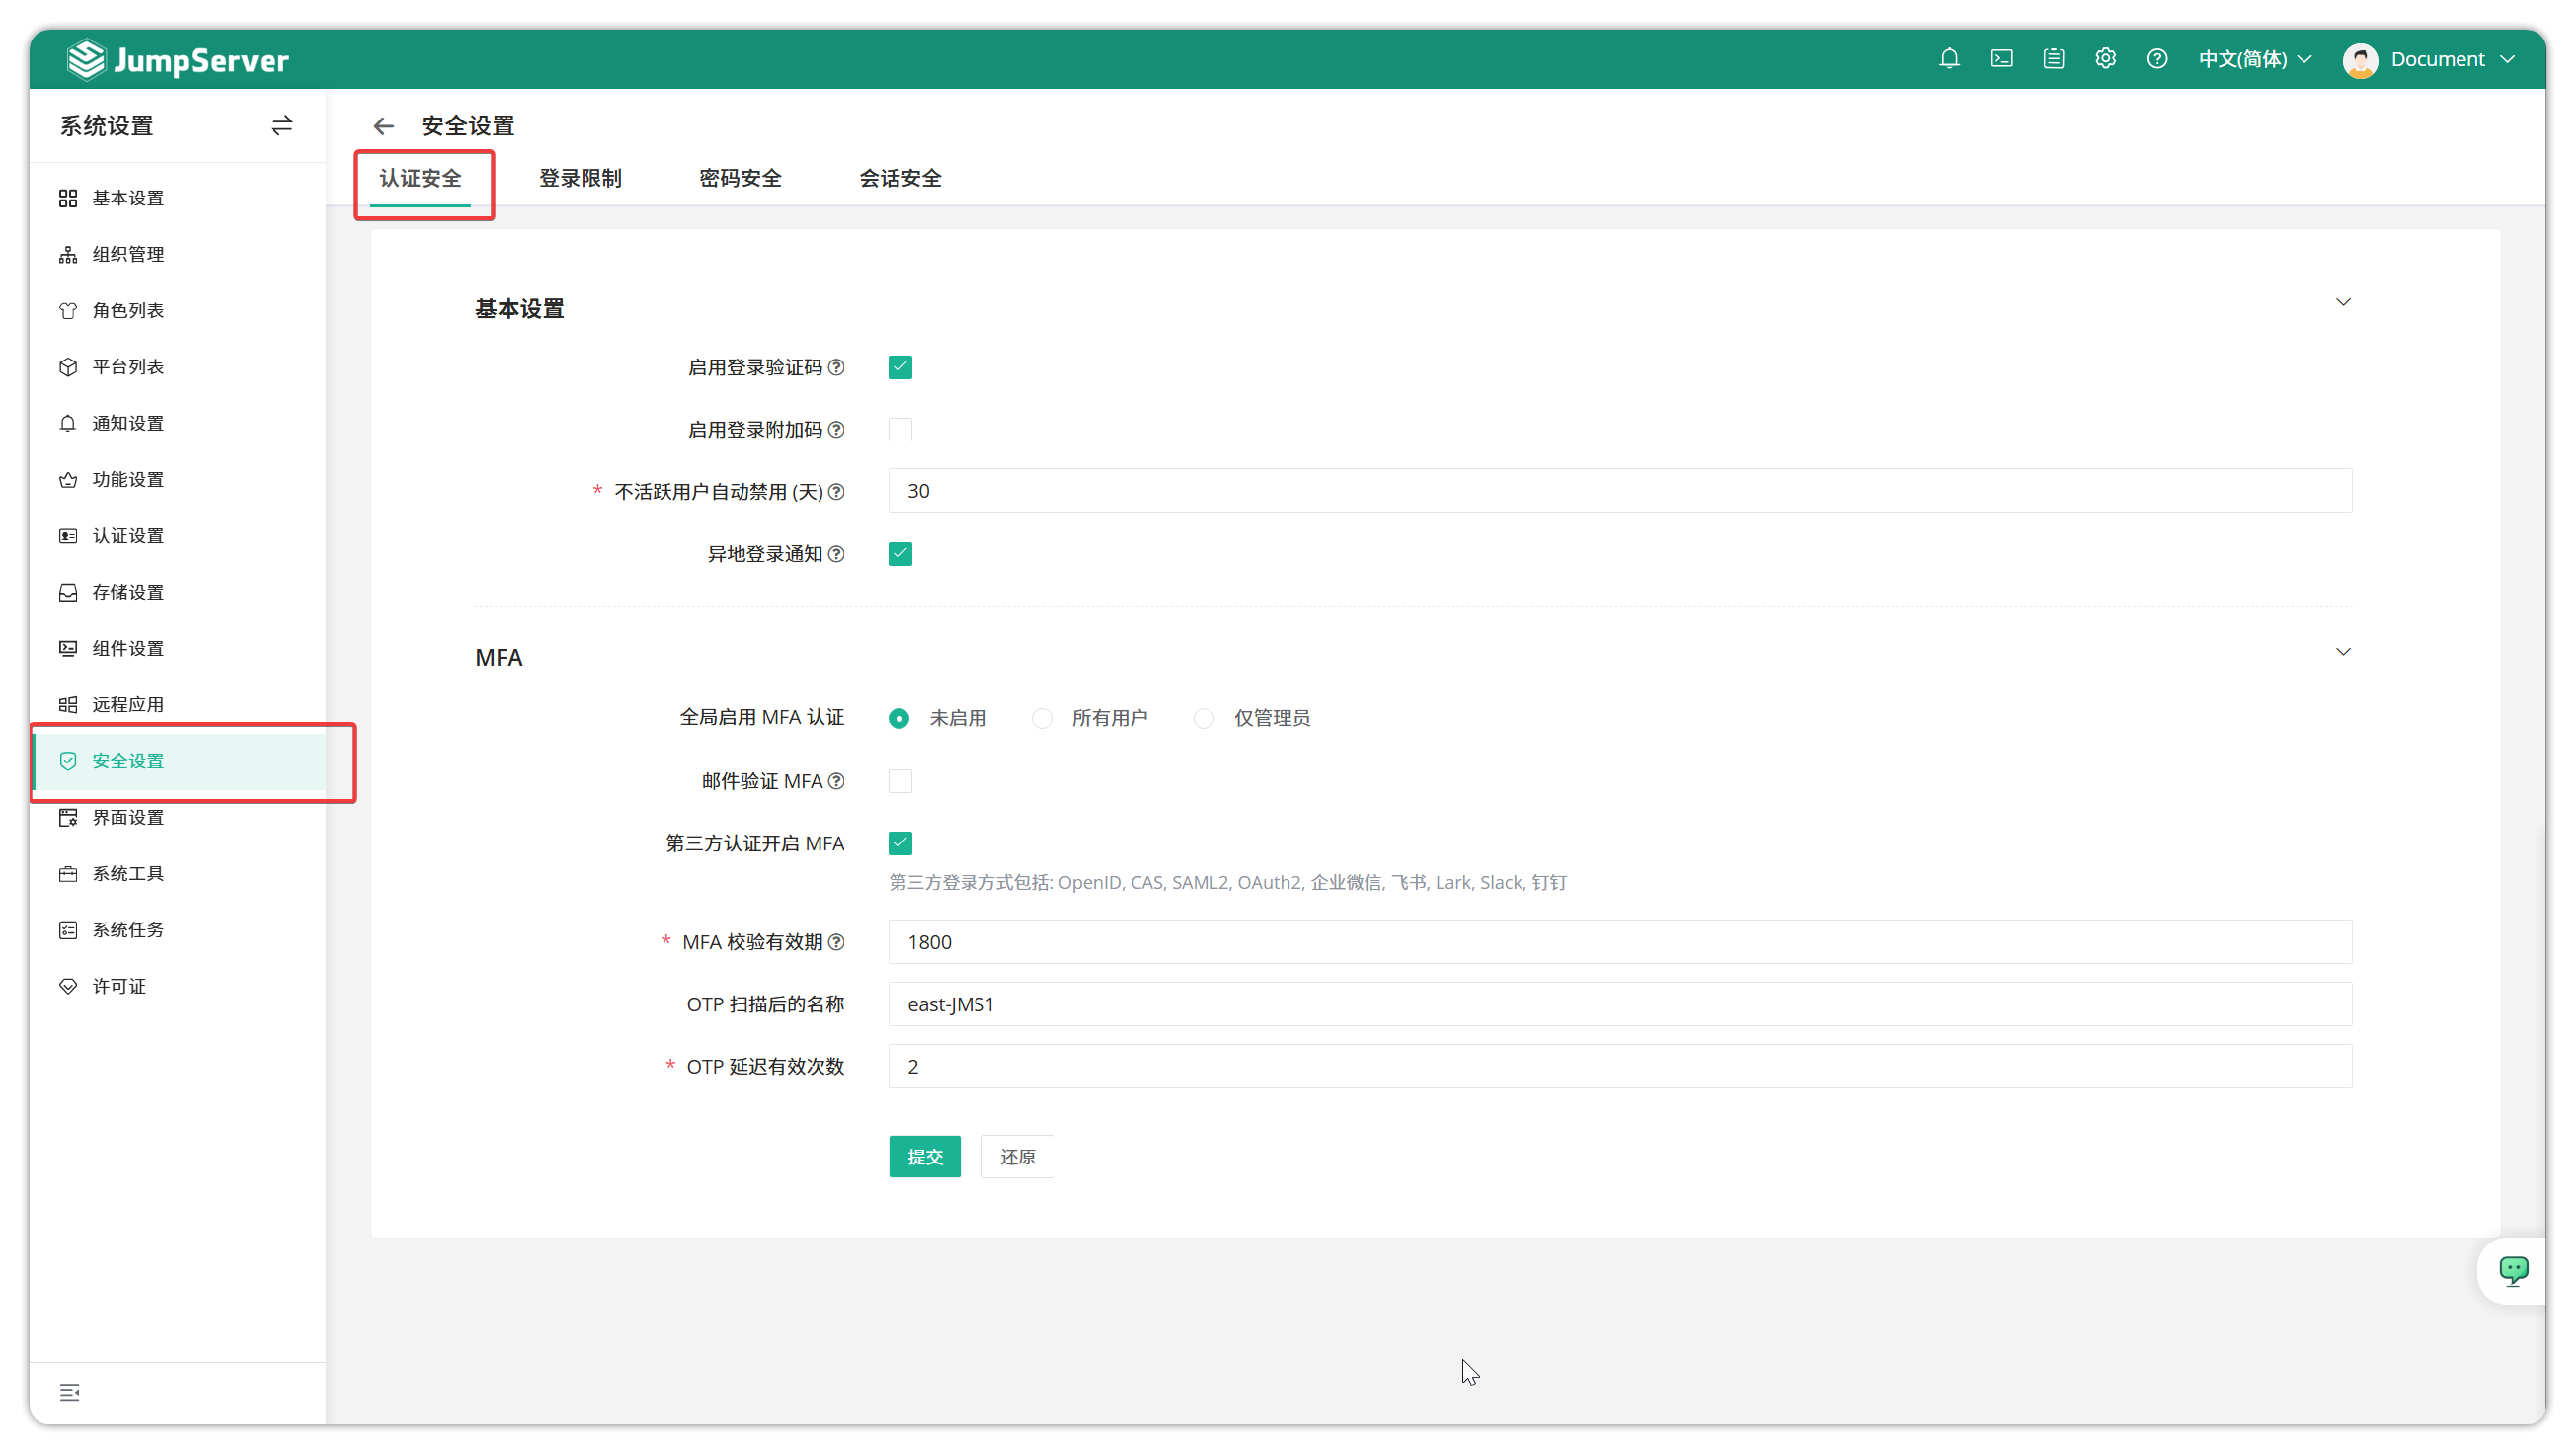 JumpServer
中文(简体)
Document
系统设置
基本设置
组织管理
角色列表
平台列表
通知设置
功能设置
认证设置
存储设置
组件设置
远程应用
安全设置
界面设置
系统工具
系统任务
许可证
安全设置
认证安全 登录限制 密码安全 会话安全
基本设置
启用登录验证码
启用登录附加码
* 不活跃用户自动禁用 (天) 30
异地登录通知
MFA
全局启用 MFA 认证 未启用 所有用户 仅管理员
邮件验证 MFA
第三方认证开启 MFA
第三方登录方式包括: OpenID, CAS, SAML2, OAuth2, 企业微信, 飞书, Lark, Slack, 钉钉
* MFA 校验有效期 1800
OTP 扫描后的名称 east-JMS1
* OTP 延迟有效次数 2
提交 还原